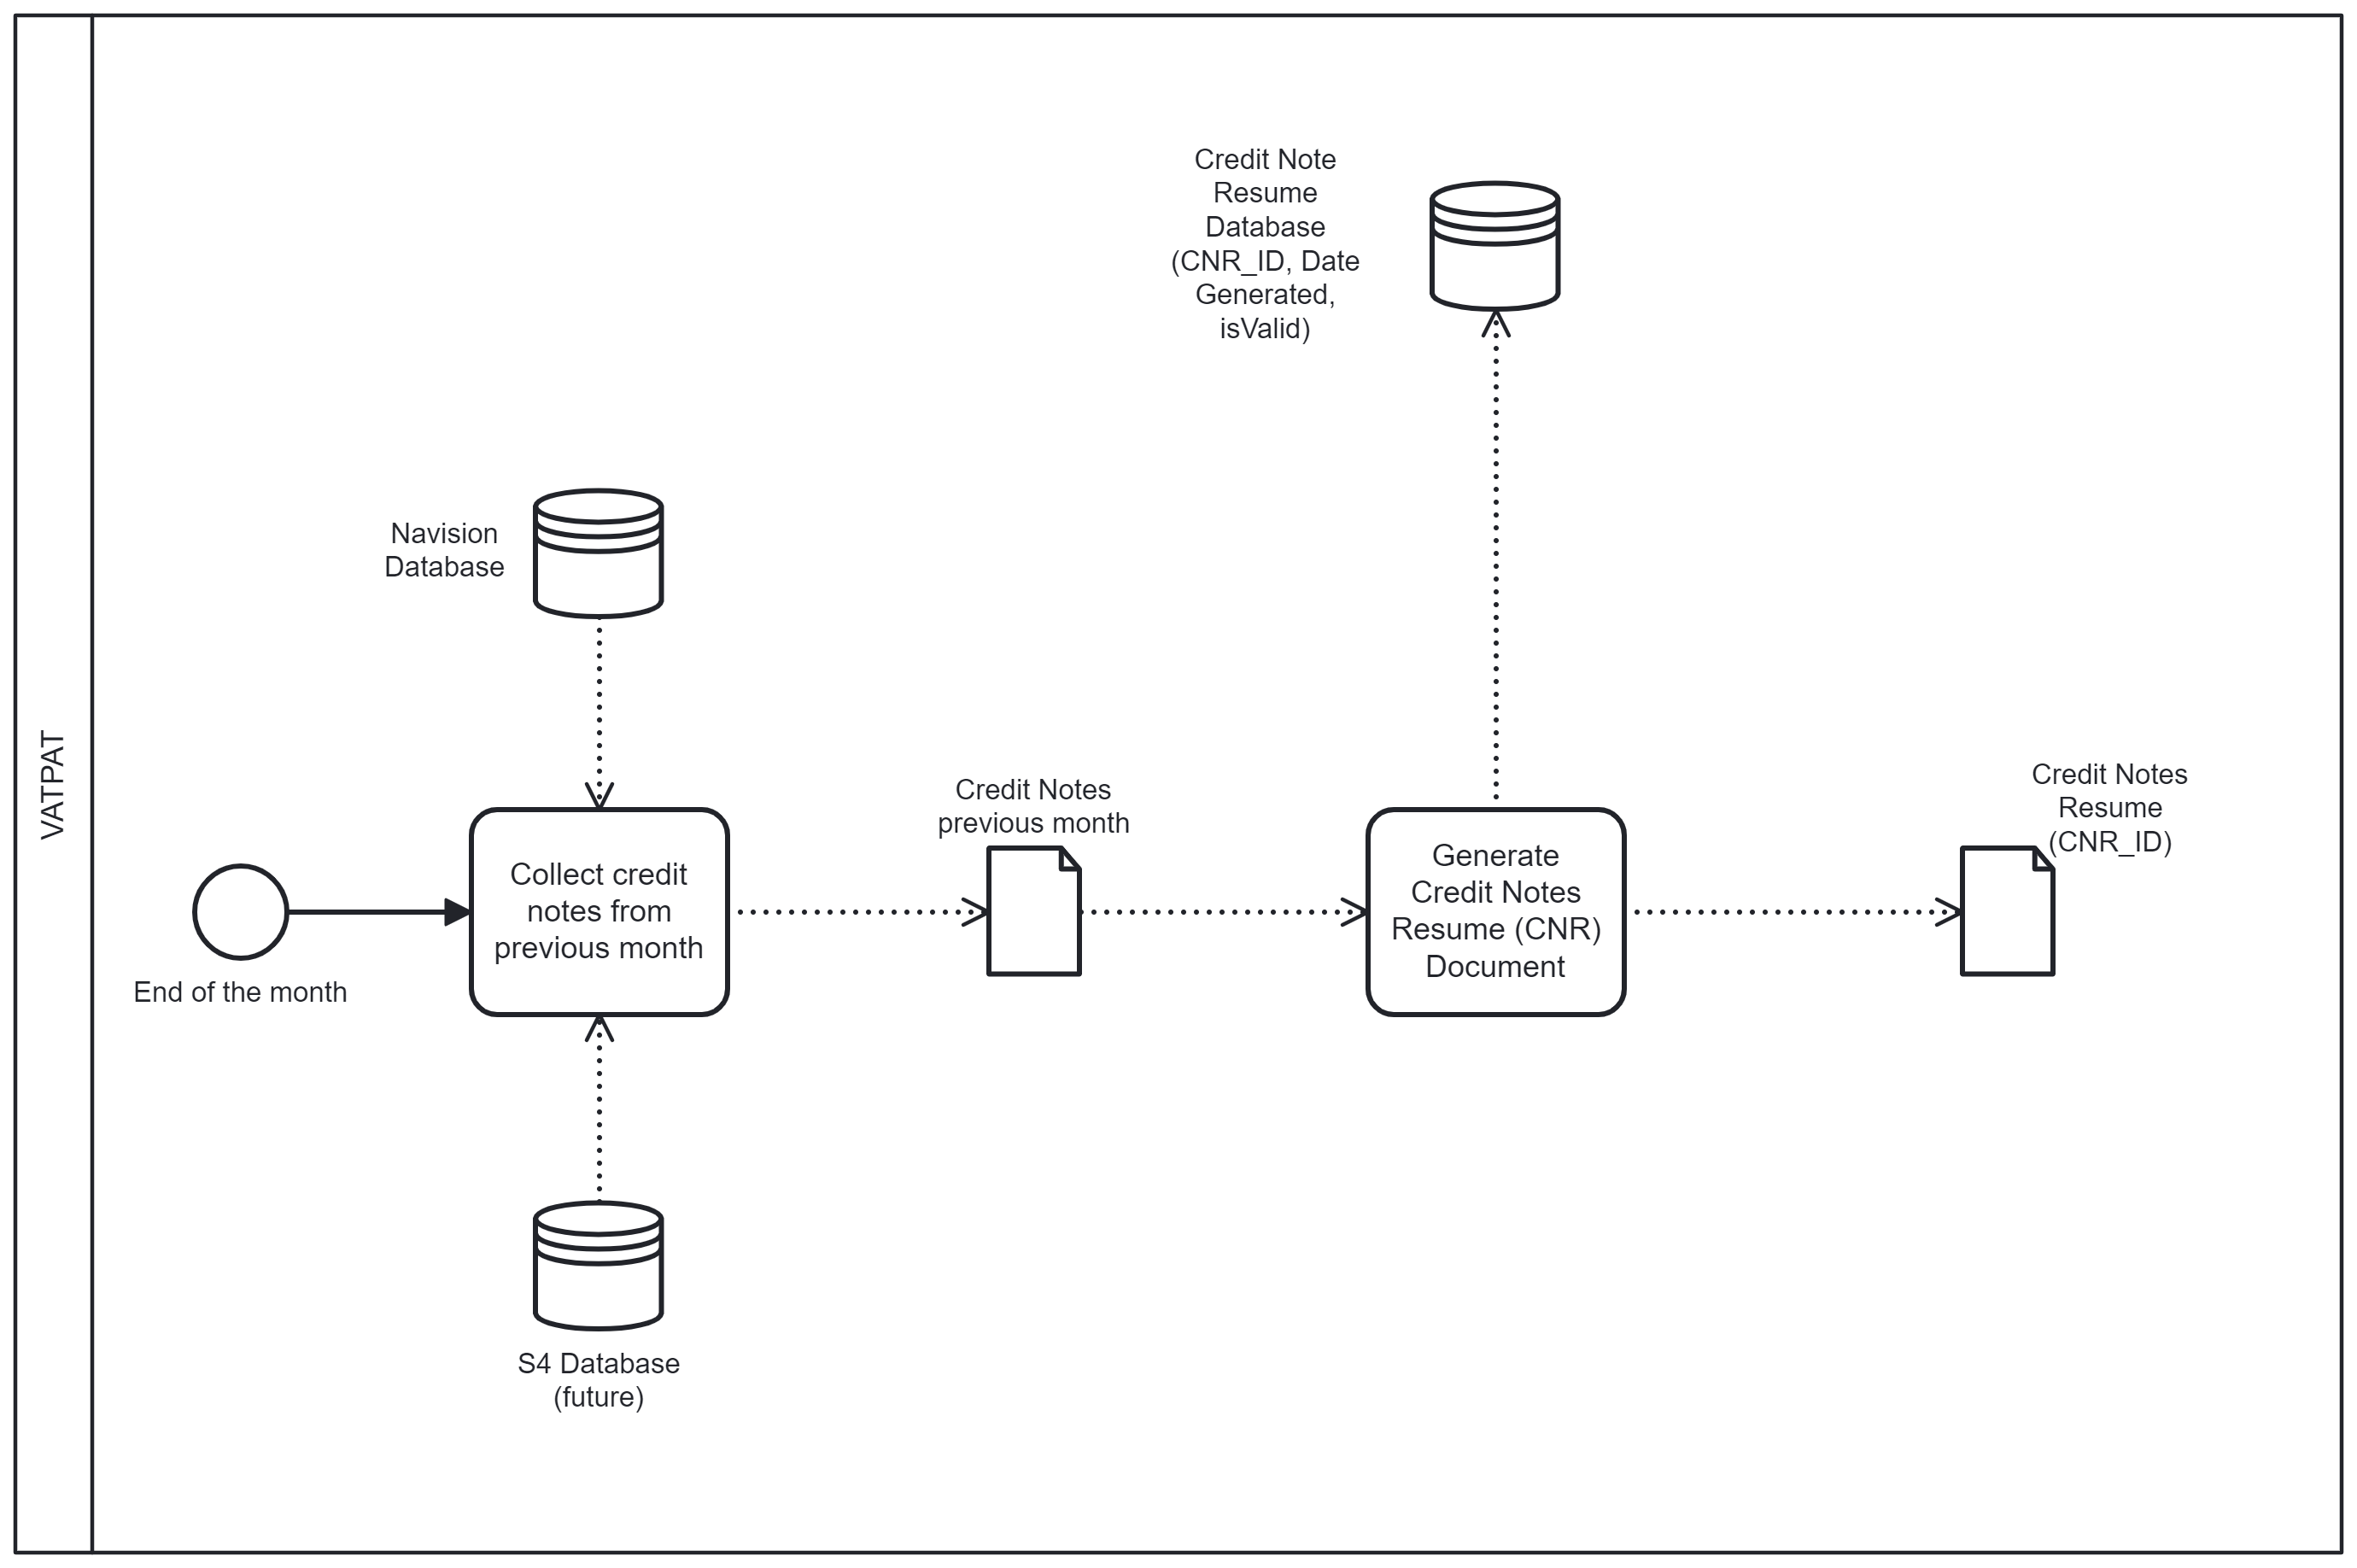 VATPAT
Credit Note
Resume
Database
(CNR_ID, Date
Generated,
isValid)
Navision
Database
Credit Notes
previous month
Credit Notes
Resume
(CNR_ID)
Collect credit
notes from
previous month
Generate
Credit Notes
Resume (CNR)
Document
End of the month
S4 Database
(future)